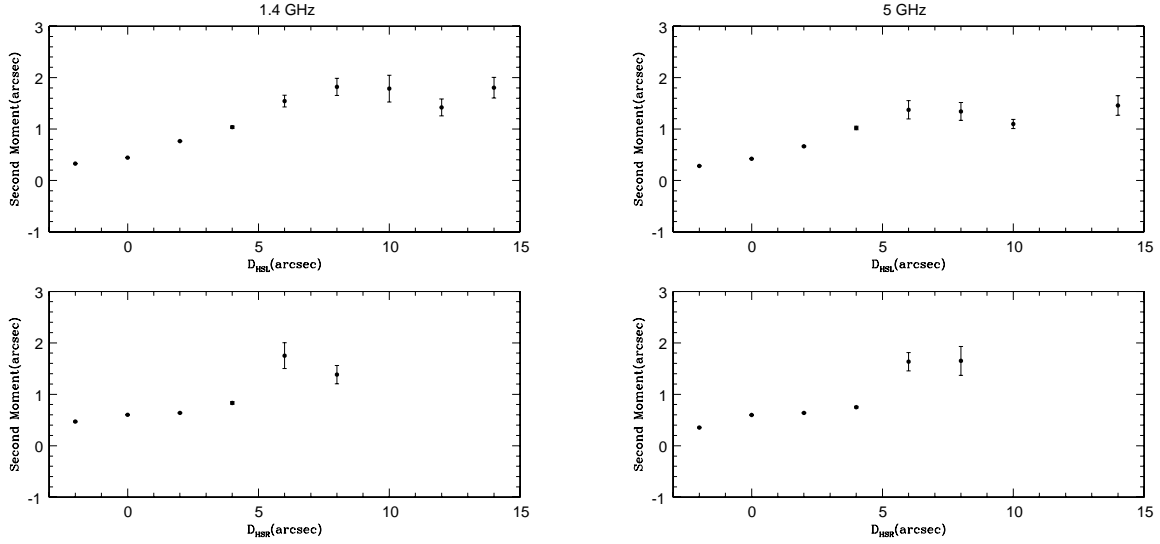 1.4 GHz
3
2
1
0
-1
Second Moment(arcsec)
0 5 10 15
D_HSL(arcsec)
5 GHz
3
2
1
0
-1
Second Moment(arcsec)
0 5 10 15
D_HSL(arcsec)
3
2
1
0
-1
Second Moment(arcsec)
0 5 10 15
D_HSR(arcsec)
3
2
1
0
-1
Second Moment(arcsec)
0 5 10 15
D_HSR(arcsec)